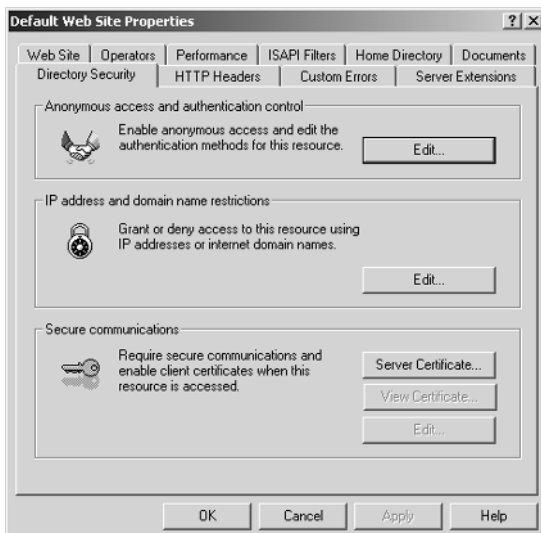 Default Web Site Properties
Web Site Operators Performance ISAPI Filters Home Directory Documents
Directory Security HTTP Headers Custom Errors Server Extensions
Anonymous access and authentication control
Enable anonymous access and edit the
authentication methods for this resource.
Edit...
IP address and domain name restrictions
Grant or deny access to this resource using
IP addresses or internet domain names.
Edit...
Secure communications
Require secure communications and
enable client certificates when this
resource is accessed.
Server Certificate...
View Certificate...
Edit...
OK Cancel Apply Help